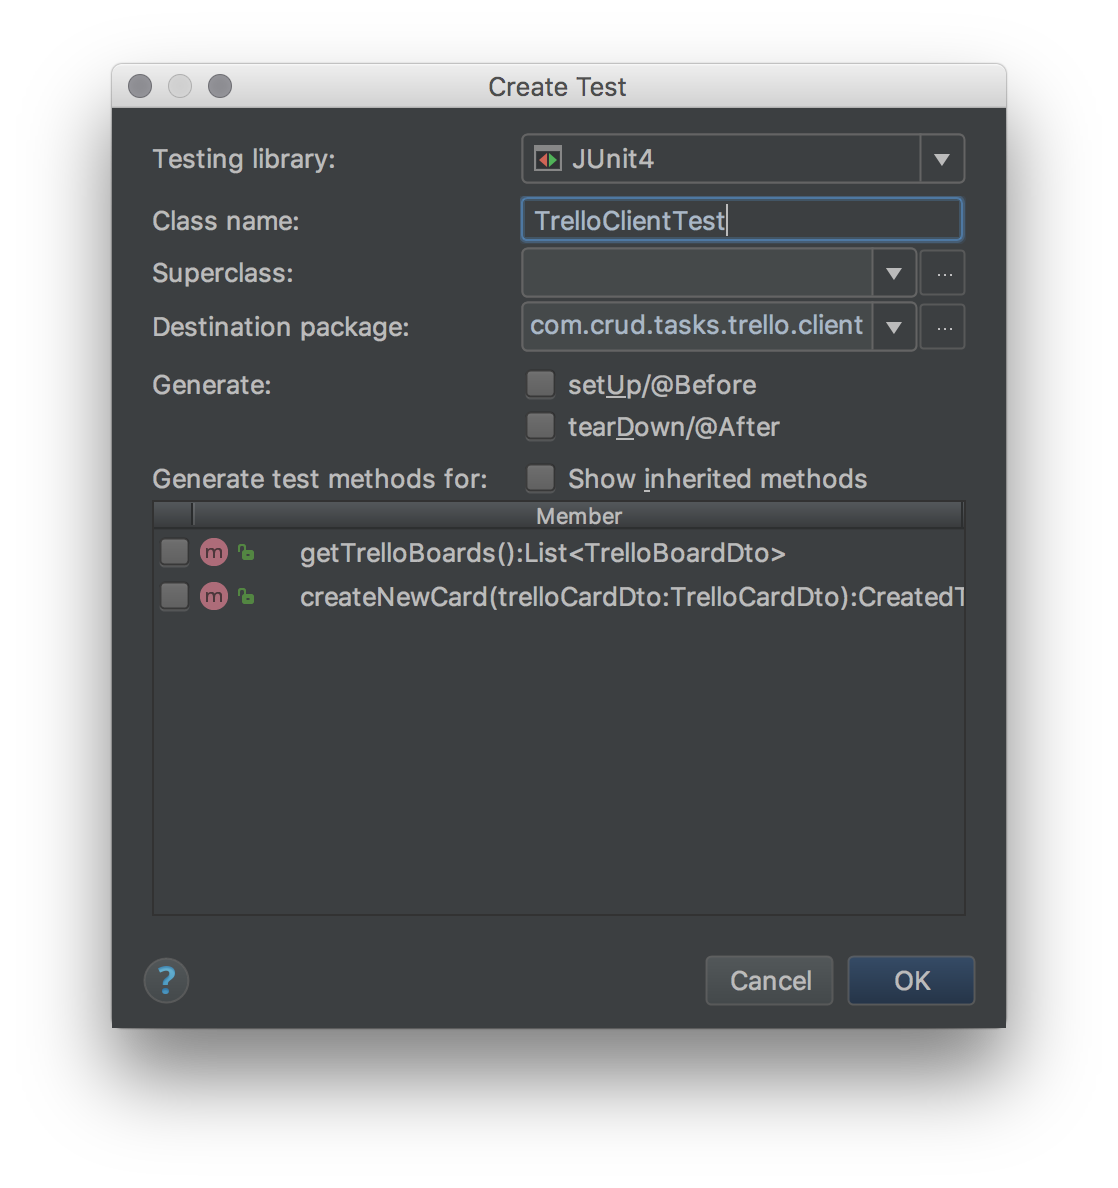 Create Test
Testing library: JUnit4
Class name: TrelloClientTest
Superclass: ...
Destination package: com.crud.tasks.trello.client ...
Generate: setUp/@Before
tearDown/@After
Generate test methods for: Show inherited methods
Member
m getTrelloBoards():List<TrelloBoardDto>
m createNewCard(trelloCardDto:TrelloCardDto):CreatedT
? Cancel OK